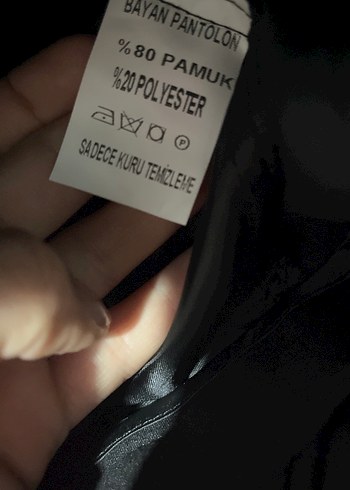 BAYAN PANTOLON
%80 PAMUK
%20 POLYESTER
P
SADECE KURU TEMİZLEME